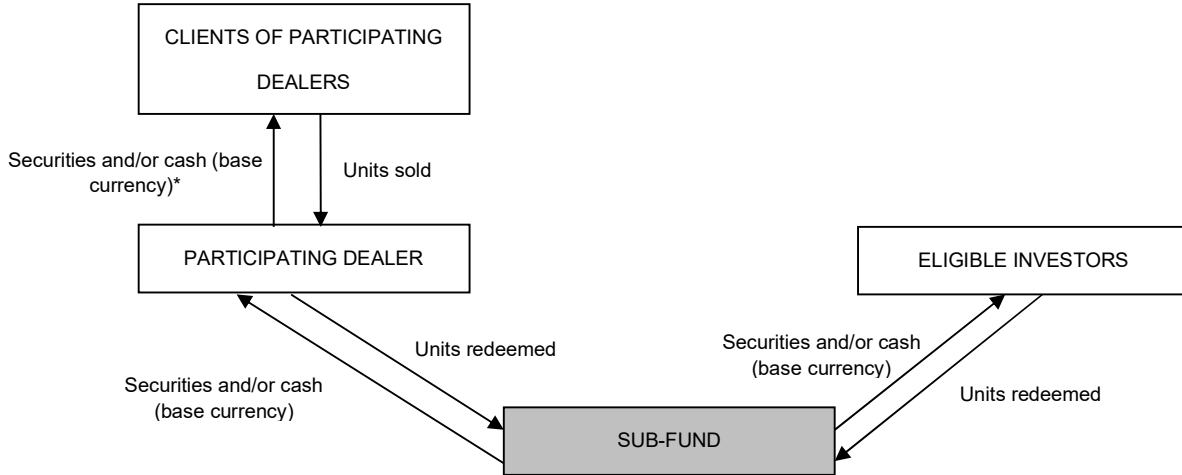 CLIENTS OF PARTICIPATING
DEALERS
Securities and/or cash (base
currency)*
Units sold
PARTICIPATING DEALER
ELIGIBLE INVESTORS
Units redeemed
Securities and/or cash
(base currency)
Securities and/or cash
(base currency)
Units redeemed
SUB-FUND